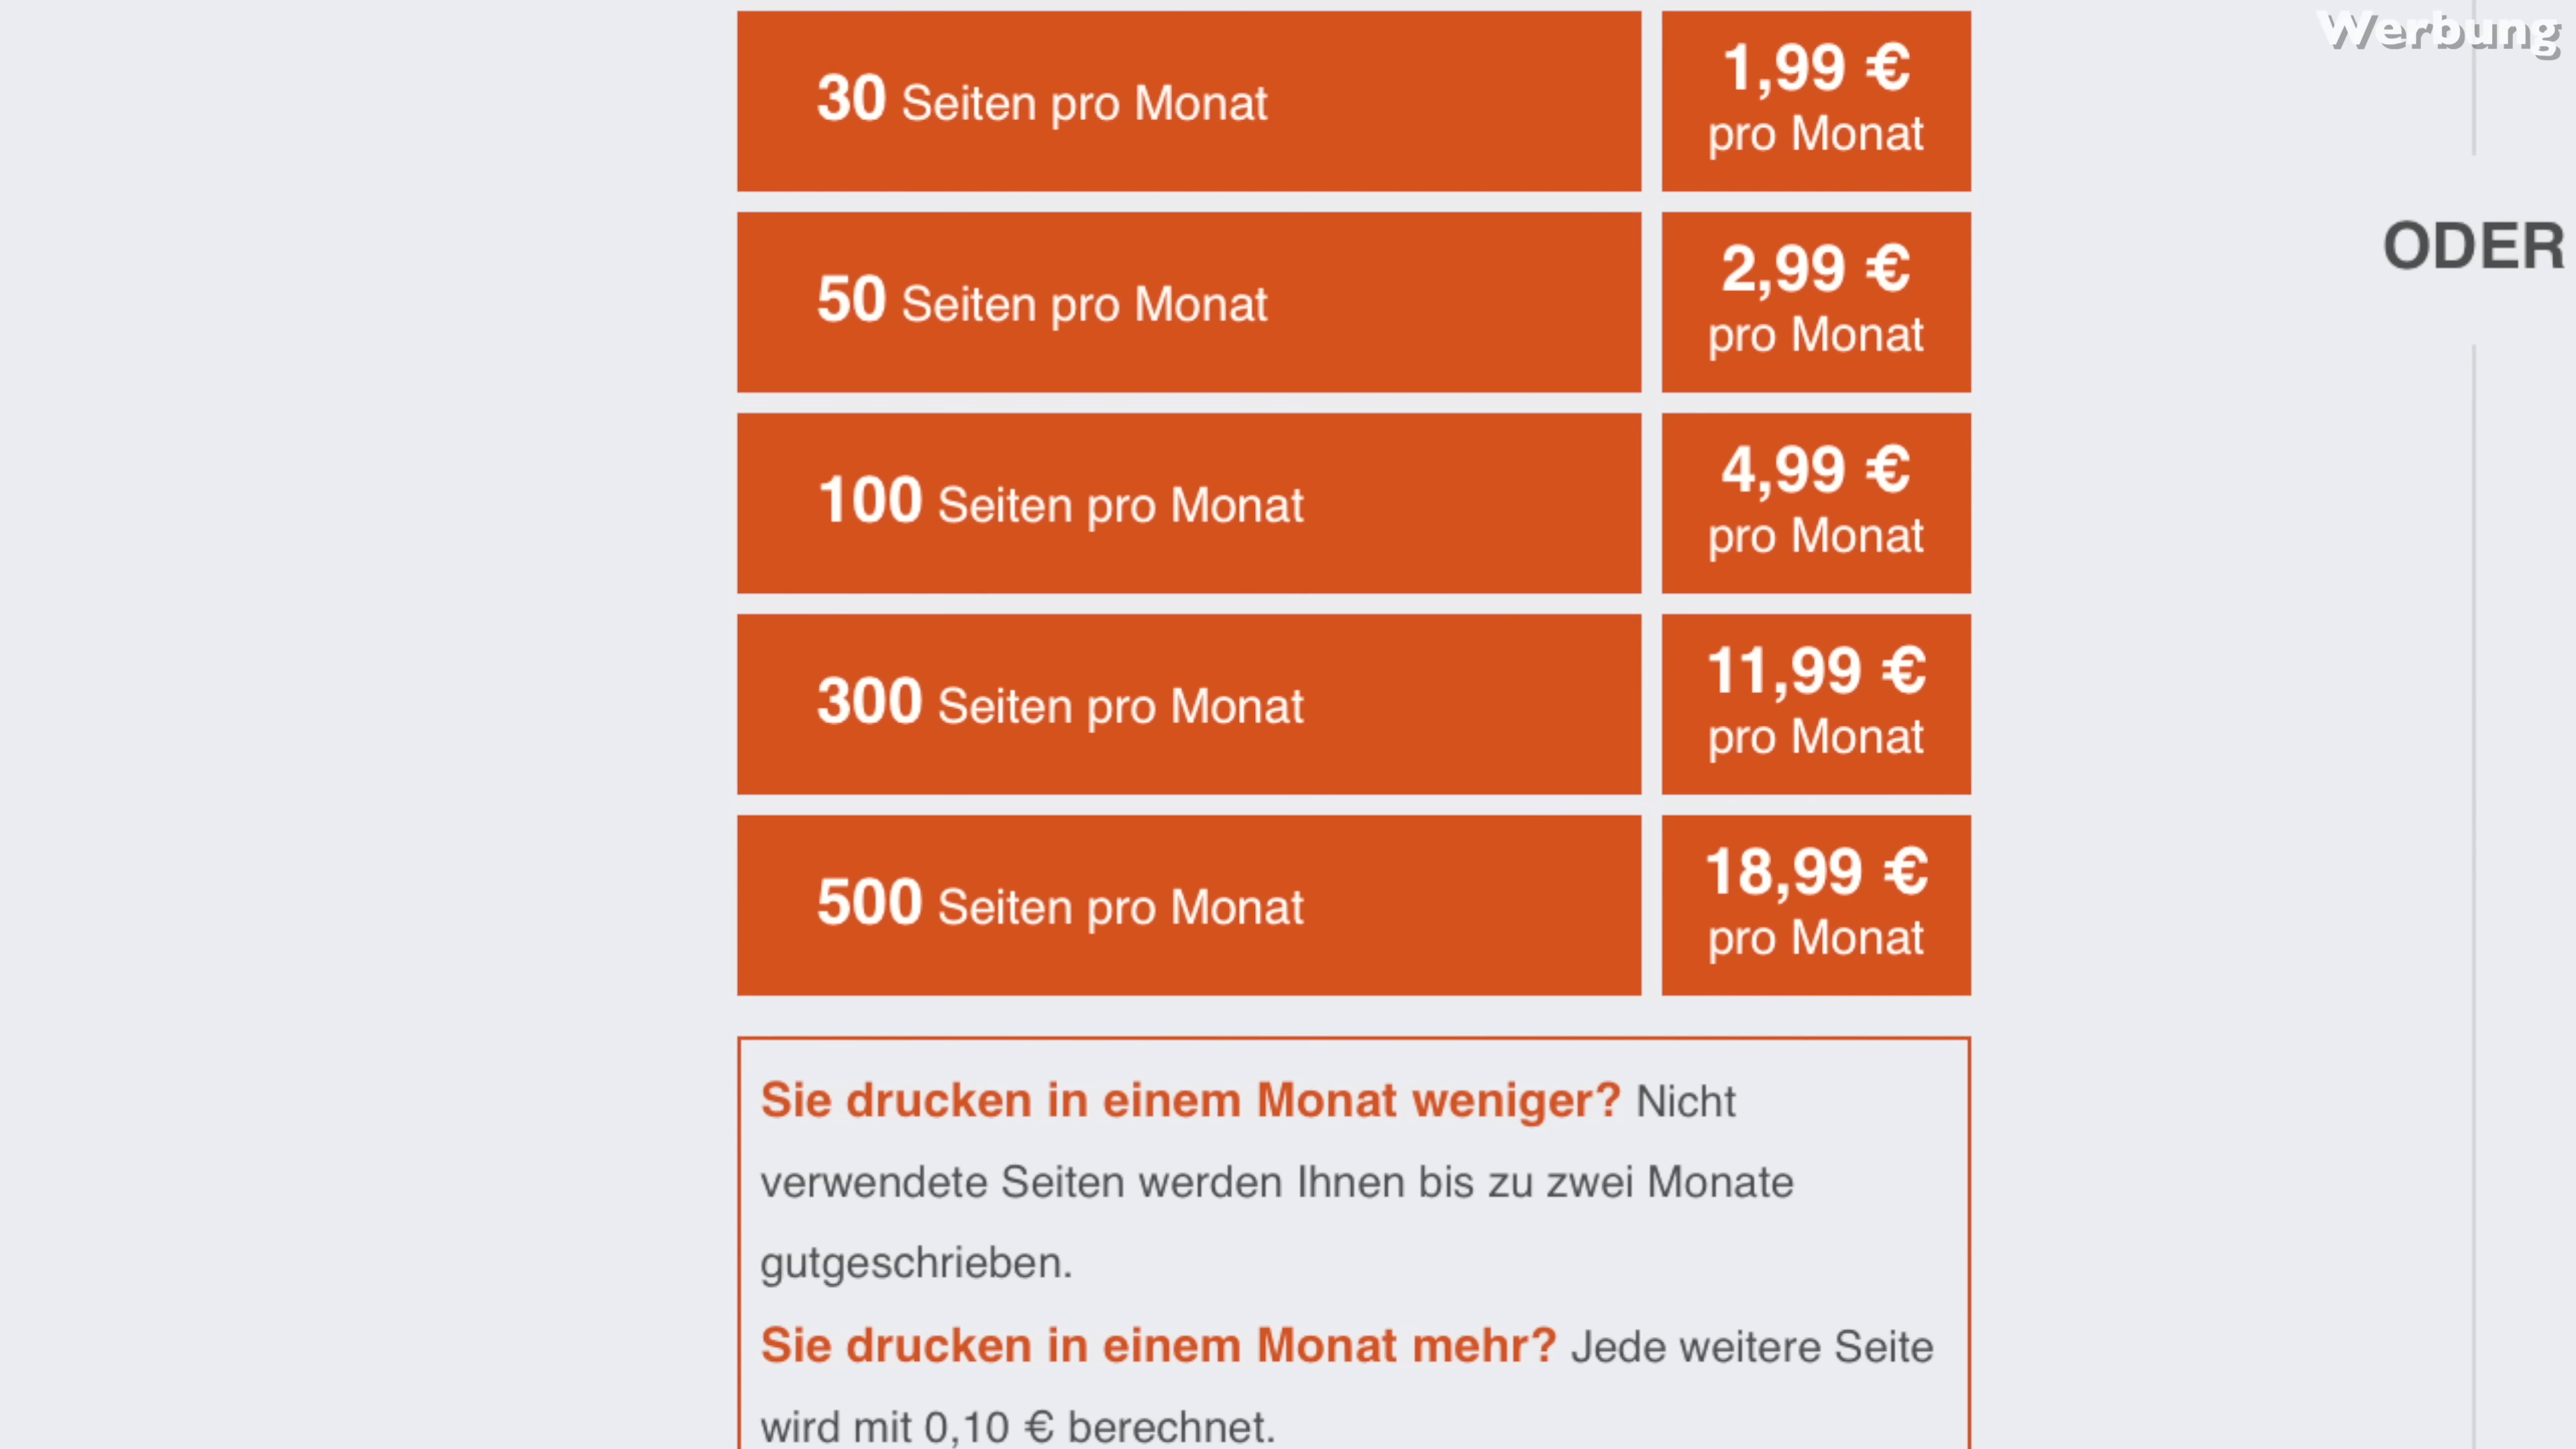 Werbung
30 Seiten pro Monat
1,99 €
pro Monat
50 Seiten pro Monat
2,99 €
pro Monat
100 Seiten pro Monat
4,99 €
pro Monat
300 Seiten pro Monat
11,99 €
pro Monat
500 Seiten pro Monat
18,99 €
pro Monat
Sie drucken in einem Monat weniger? Nicht
verwendete Seiten werden Ihnen bis zu zwei Monate
gutgeschrieben.
Sie drucken in einem Monat mehr? Jede weitere Seite
wird mit 0,10 € berechnet.
ODER